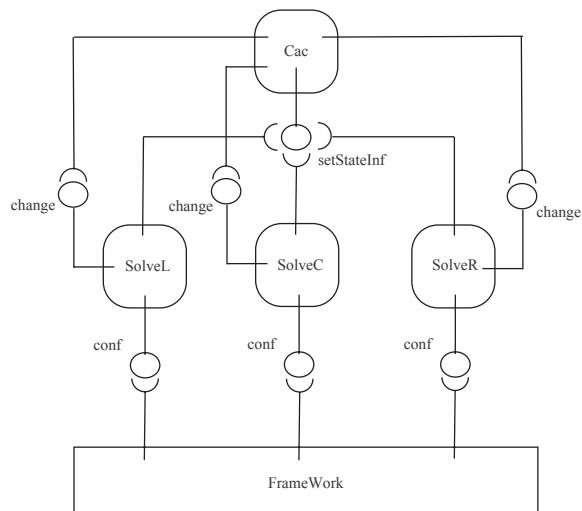 Cac
setStateInf
change
change
change
SolveL
SolveC
SolveR
conf
conf
conf
FrameWork